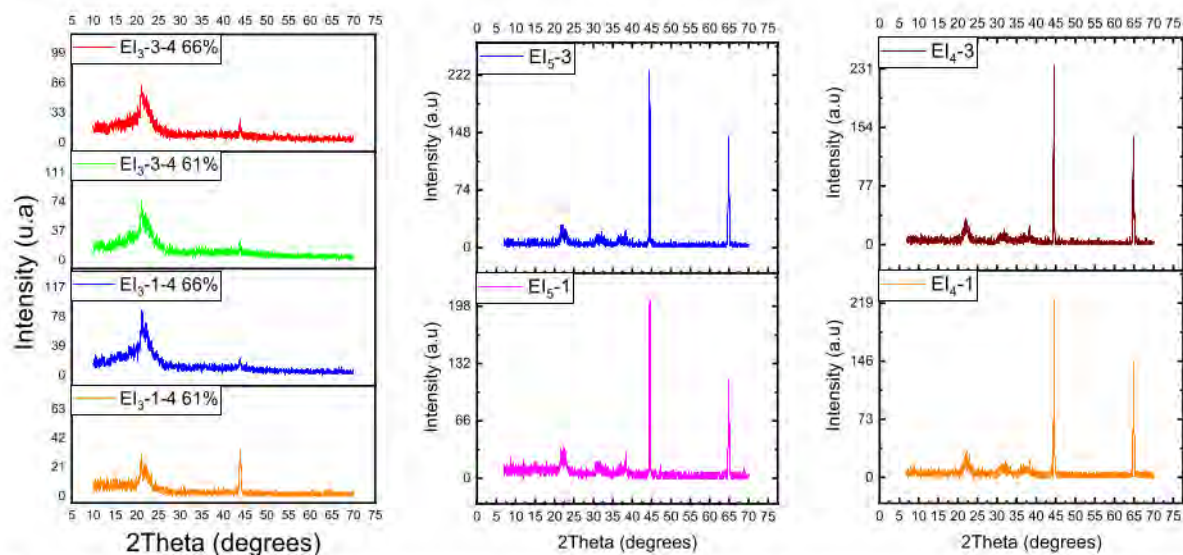 5 10 15 20 25 30 35 40 45 50 55 60 65 70 75
EI₃-3-4 66%
99
66
33
0
EI₃-3-4 61%
111
74
37
0
EI₃-1-4 66%
117
78
39
0
EI₃-1-4 61%
63
42
21
0
5 10 15 20 25 30 35 40 45 50 55 60 65 70 75
Intensity (u.a)
2Theta (degrees)
0 5 10 15 20 25 30 35 40 45 50 55 60 65 70 75
EI₅-3
222
148
74
0
Intensity (a.u)
EI₅-1
198
132
66
0
Intensity (a.u)
0 5 10 15 20 25 30 35 40 45 50 55 60 65 70 75
2Theta (degrees)
0 5 10 15 20 25 30 35 40 45 50 55 60 65 70 75
EI₄-3
231
154
77
0
Intensity (a.u)
EI₄-1
219
146
73
0
Intensity (a.u)
0 5 10 15 20 25 30 35 40 45 50 55 60 65 70 75
2Theta (degrees)